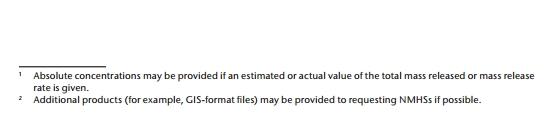 1 Absolute concentrations may be provided if an estimated or actual value of the total mass released or mass release
rate is given.
2 Additional products (for example, GIS-format files) may be provided to requesting NMHSs if possible.